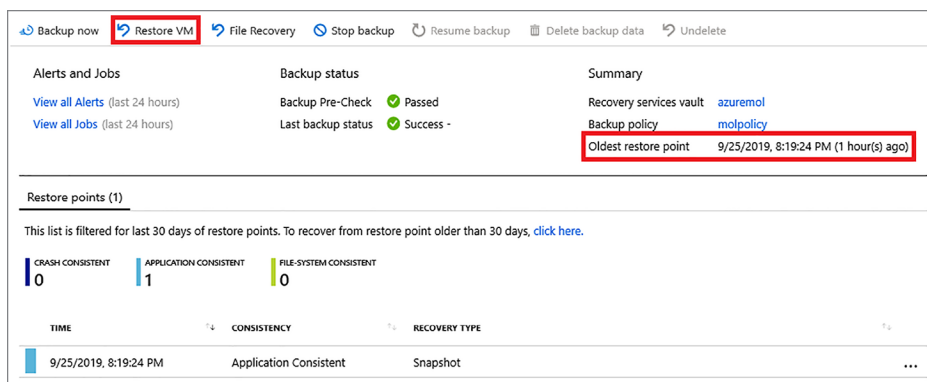 Backup now Restore VM File Recovery Stop backup Resume backup Delete backup data Undelete
Alerts and Jobs Backup status Summary
View all Alerts (last 24 hours) Backup Pre-Check Passed Recovery services vault azuremol
View all Jobs (last 24 hours) Last backup status Success - Backup policy molpolicy
Oldest restore point 9/25/2019, 8:19:24 PM (1 hour(s) ago)
Restore points (1)
This list is filtered for last 30 days of restore points. To recover from restore point older than 30 days, click here.
CRASH CONSISTENT APPLICATION CONSISTENT FILE-SYSTEM CONSISTENT
0 1 0
TIME CONSISTENCY RECOVERY TYPE
9/25/2019, 8:19:24 PM Application Consistent Snapshot ...